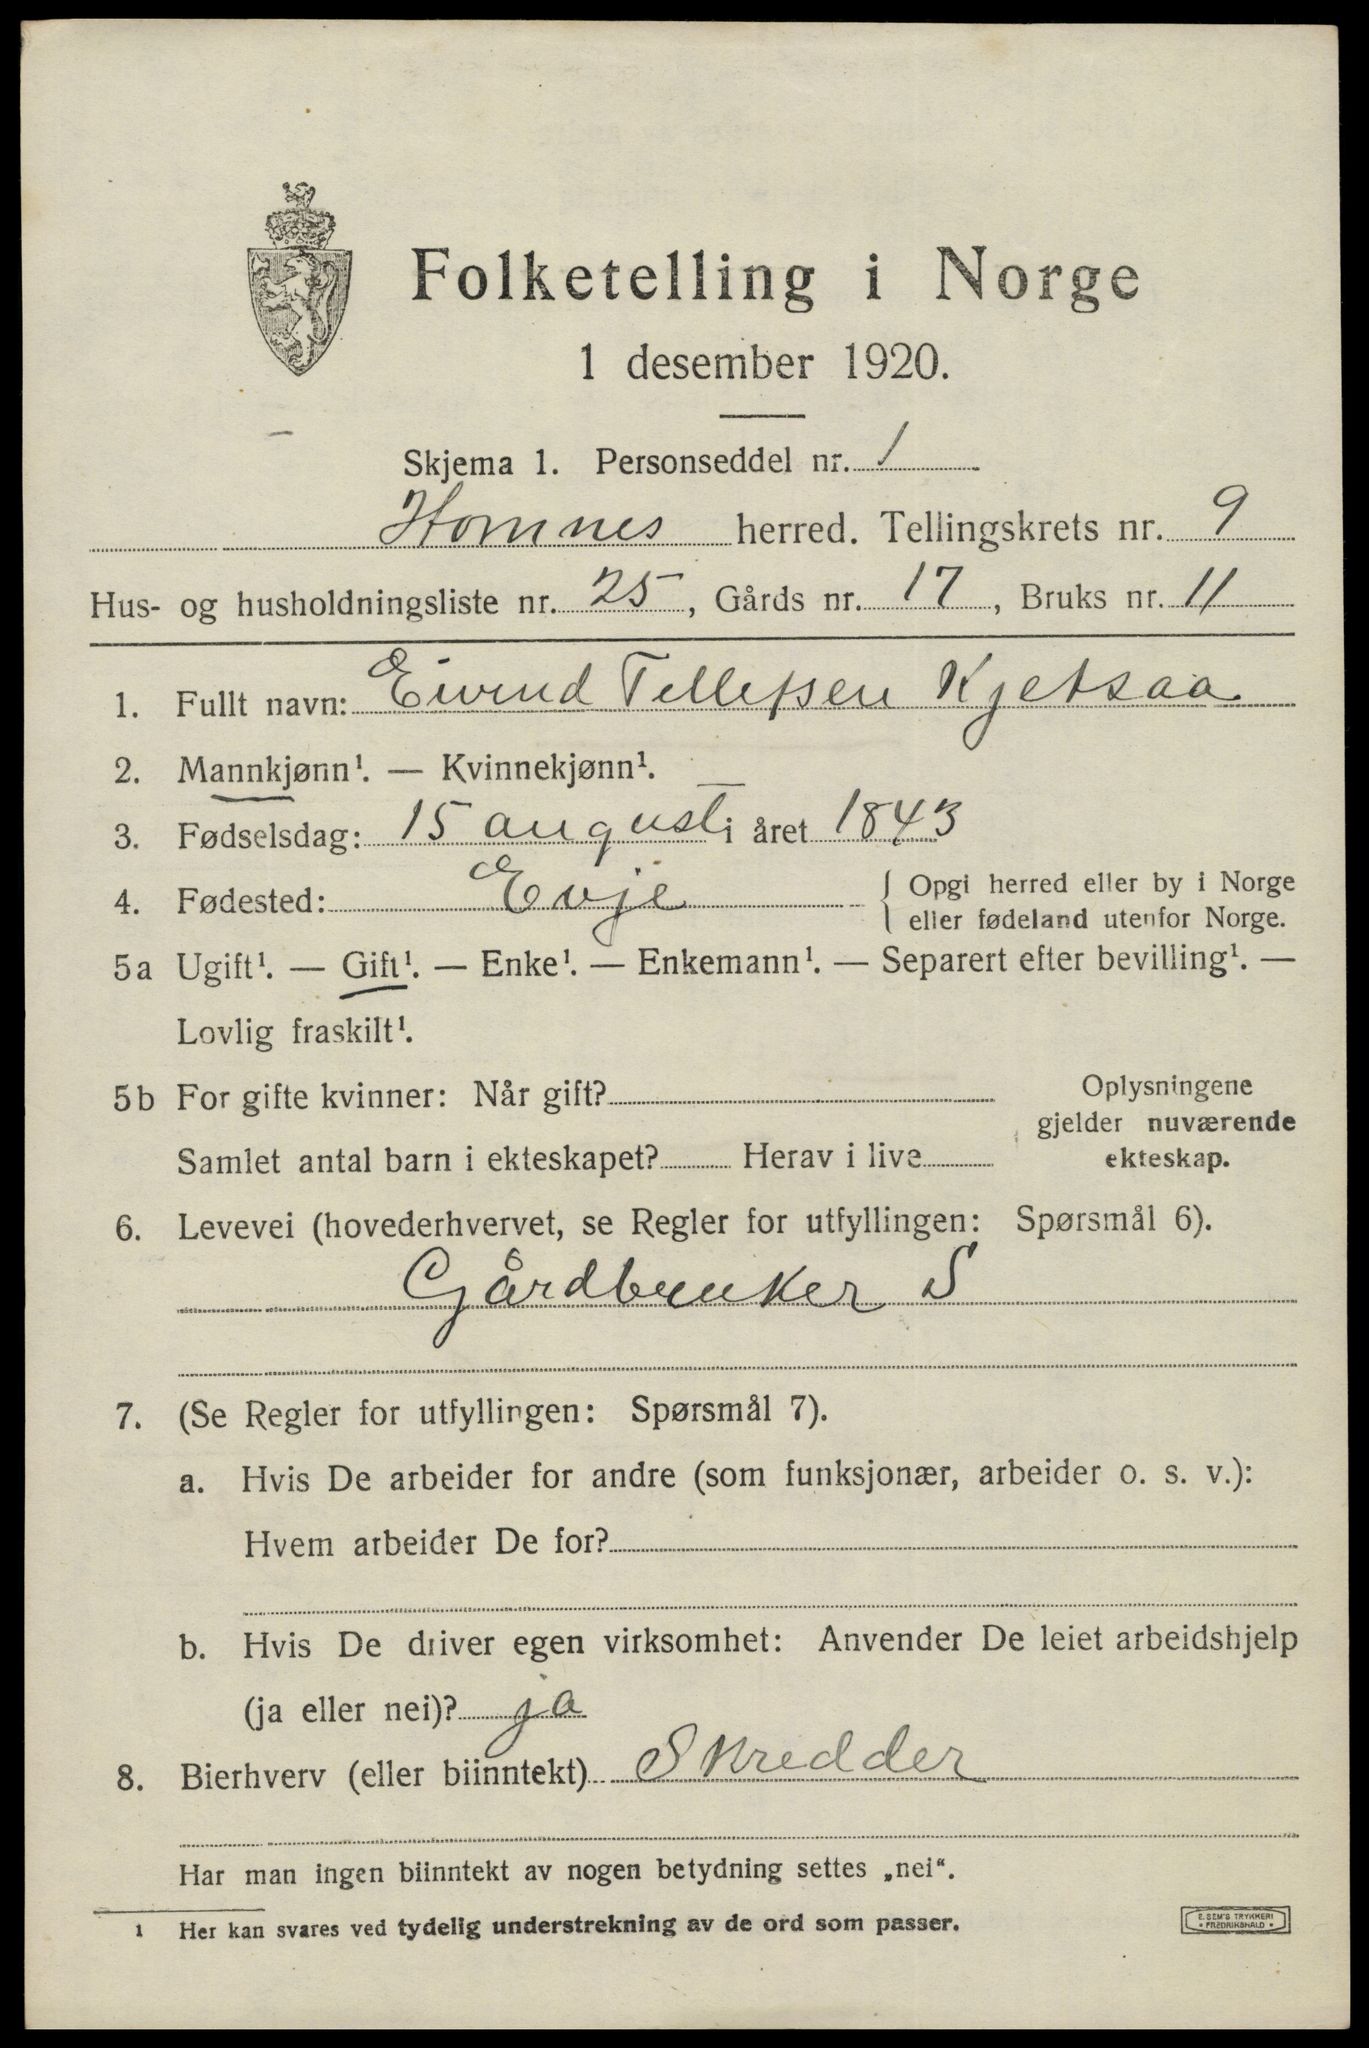 Folketelling i Norge
1 desember 1920.
Skjema 1. Personseddel nr. 1
Hornnes herred. Tellingskrets nr. 9
Hus- og husholdningsliste nr. 25, Gårds nr. 17, Bruks nr. 11
1. Fullt navn: Eivind Tellefsen Kjetsaa
2. Mannkjønn¹. — Kvinnekjønn¹.
3. Fødselsdag: 15 august i året 1843
4. Fødested: Evje { Opgi herred eller by i Norge
eller fødeland utenfor Norge.
5a Ugift¹. — Gift¹. — Enke¹. — Enkemann¹. — Separert efter bevilling¹. —
Lovlig fraskilt¹.
5b For gifte kvinner: Når gift?
Samlet antal barn i ekteskapet? Herav i live
Oplysningene
gjelder nuværende
ekteskap.
6. Levevei (hovederhvervet, se Regler for utfyllingen: Spørsmål 6).
Gårdbruker S
7. (Se Regler for utfyllingen: Spørsmål 7).
a. Hvis De arbeider for andre (som funksjonær, arbeider o. s. v.):
Hvem arbeider De for?
b. Hvis De driver egen virksomhet: Anvender De leiet arbeidshjelp
(ja eller nei)? ja
8. Bierhverv (eller biinntekt) Skredder
Har man ingen biinntekt av nogen betydning settes „nei“.
¹ Her kan svares ved tydelig understrekning av de ord som passer.
E. SEM'S TRYKKERI
• FREDRIKSHALD •